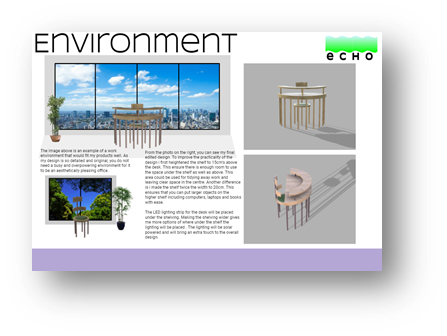 Environment
ECHO
The image above is an example of a work
environment that would fit my products well. As
my design is so detailed and original, you do not
need a busy and overpowering environment for it
to be an aesthetically pleasing office.
From the photo on the right, you can see my final
edited design. To improve the practicality of the
design I first heightened the shelf to 15cm's above
the desk. This ensure there is enough room to use
the space under the shelf as well as above. This
area could be used for tidying away work and
leaving clear space in the centre. Another difference
is I made the shelf twice the width to 20cm. This
ensures that you can put larger objects on the
higher shelf including computers, laptops and books
with ease.
The LED lighting strip for the desk will be placed
under the shelving. Making the shelving wider gives
me more options of where under the shelf the
lighting will be placed . The lighting will be solar
powered and will bring an extra touch to the overall
design.